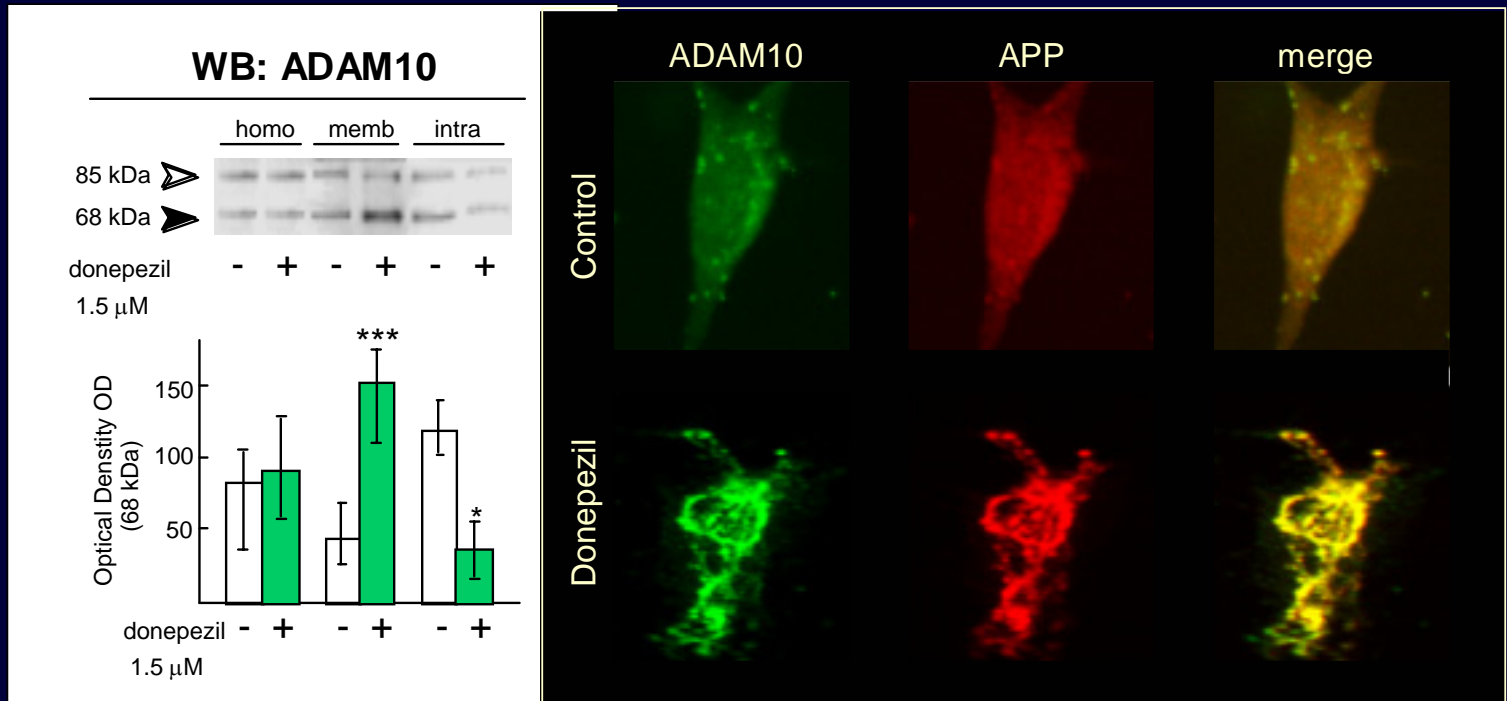 WB: ADAM10
homo memb intra
85 kDa
68 kDa
donepezil - + - + - +
1.5 μM
***
*
Optical Denstity OD
(68 kDa)
150
100
50
donepezil - + - + - +
1.5 μM
ADAM10 APP merge
Control
Donepezil